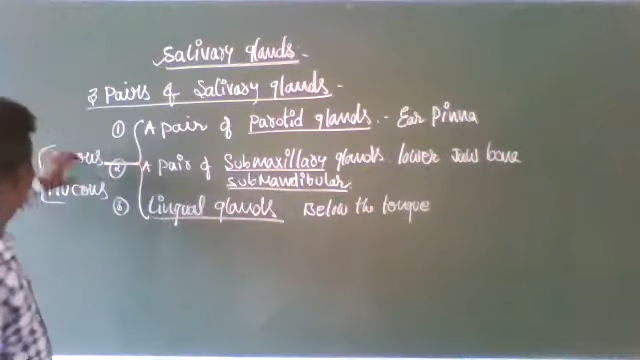 Salivary glands -
3 Pairs of Salivary glands -
① A pair of Parotid glands. - Ear Pinna
② A pair of Submaxillary glands lower Jaw bone
SubMandibular
③ Lingual glands Below the tongue
Mucous